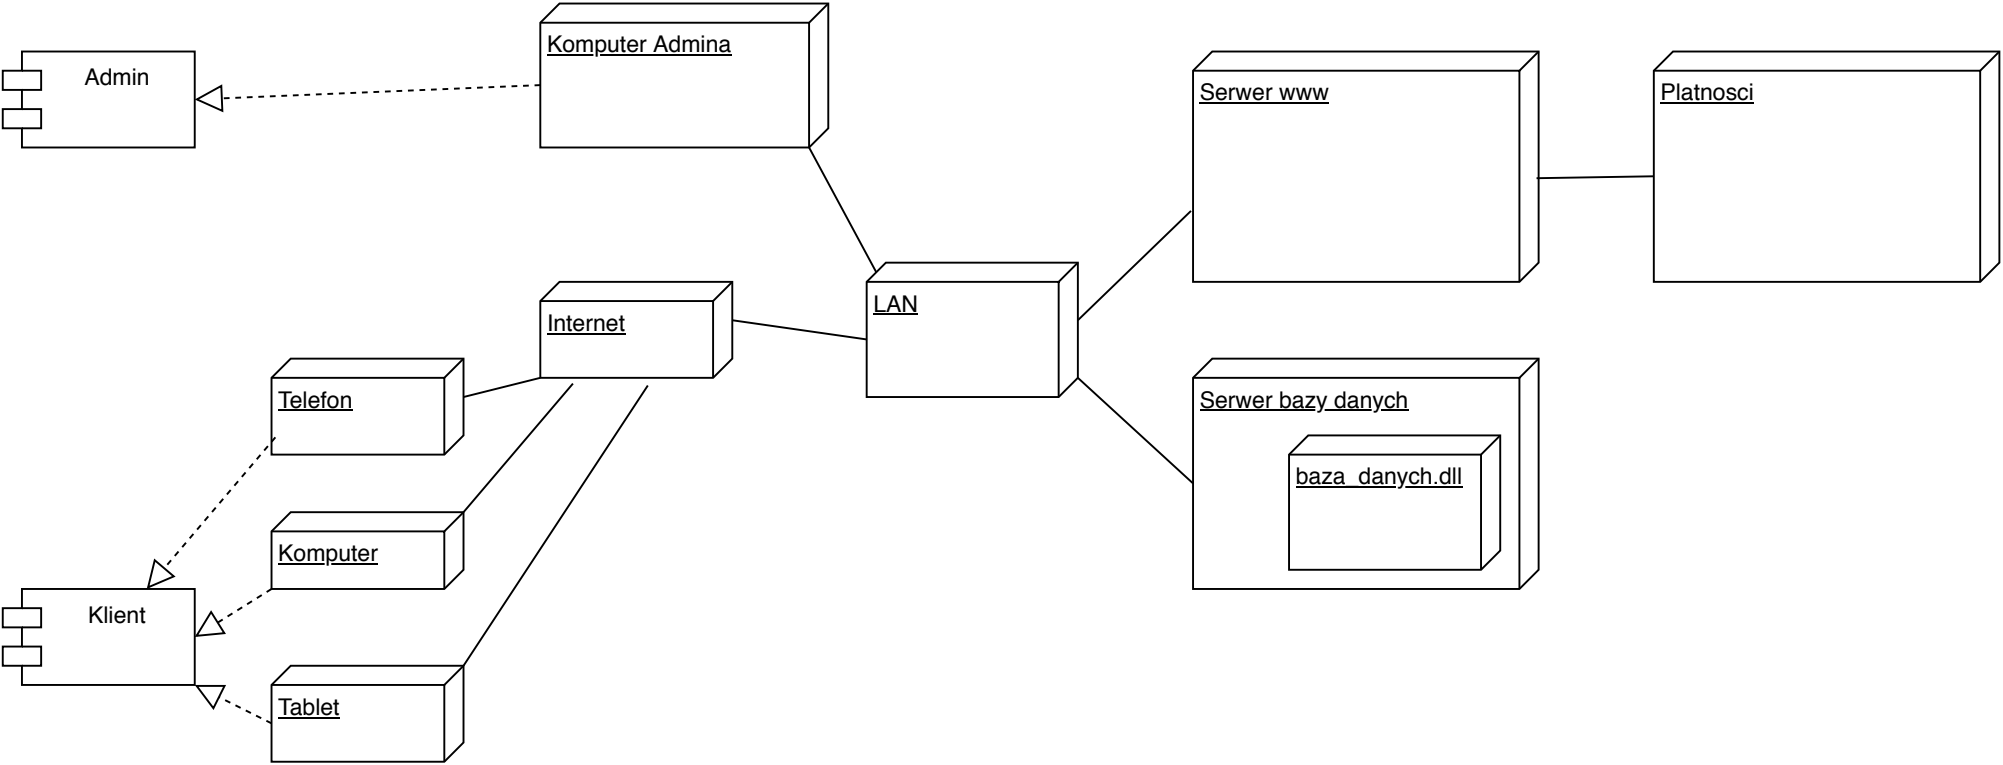 Komputer Admina
Admin
Serwer www
Platnosci
LAN
Internet
Telefon
Serwer bazy danych
baza_danych.dll
Komputer
Klient
Tablet